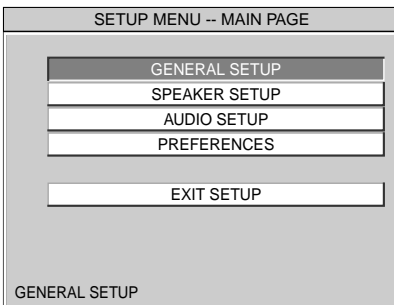 SETUP MENU -- MAIN PAGE
GENERAL SETUP
SPEAKER SETUP
AUDIO SETUP
PREFERENCES
EXIT SETUP
GENERAL SETUP